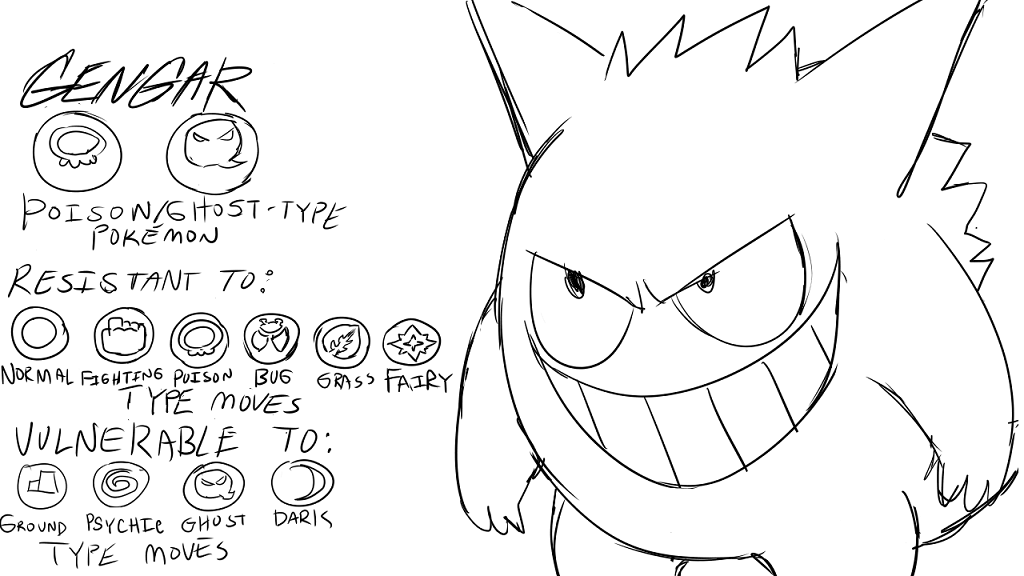 GENGAR
POISON/GHOST-TYPE
POKÉMON
RESISTANT TO:
NORMAL FIGHTING POISON BUG GRASS FAIRY
TYPE MOVES
VULNERABLE TO:
GROUND PSYCHIC GHOST DARK
TYPE MOVES